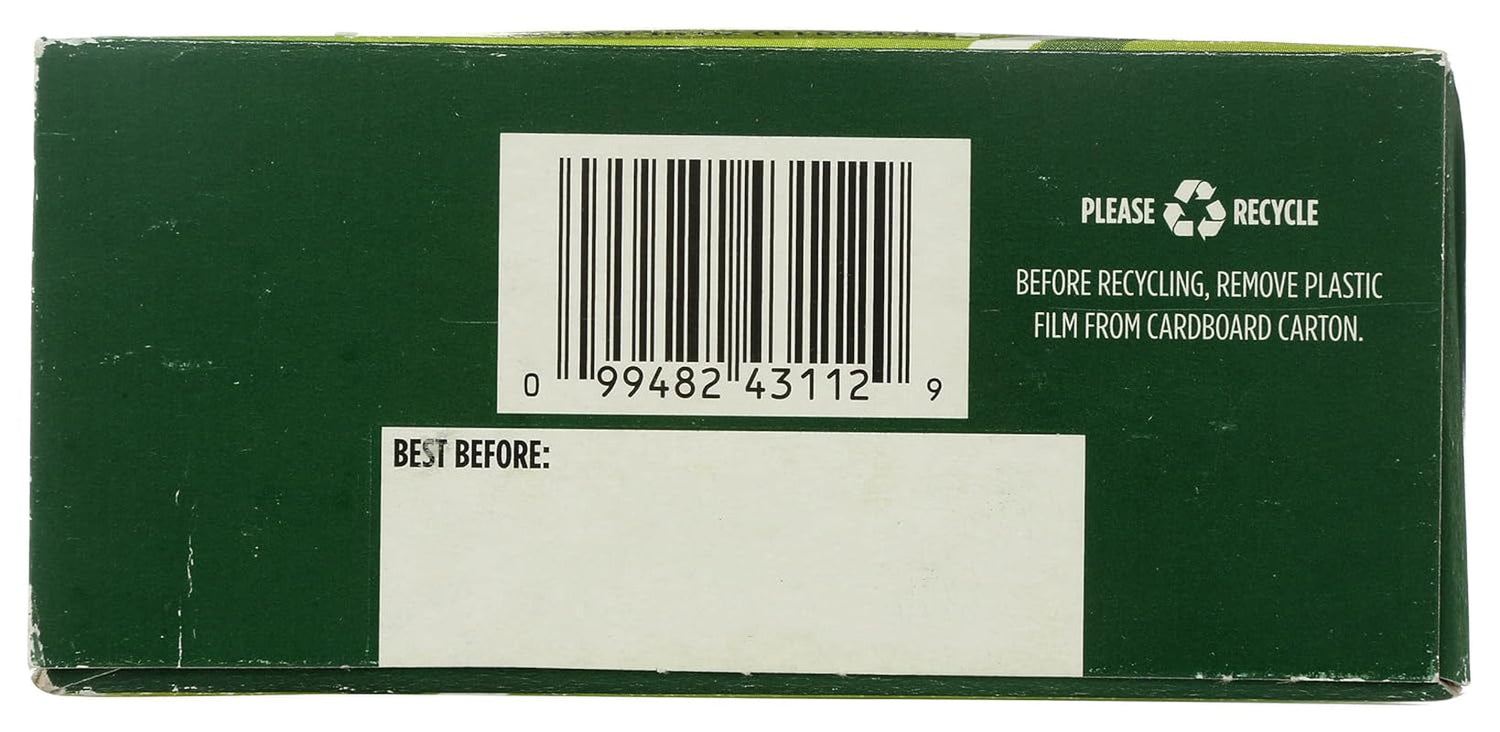 PLEASE RECYCLE
BEFORE RECYCLING, REMOVE PLASTIC
FILM FROM CARDBOARD CARTON.
0 99482 43112 9
BEST BEFORE: